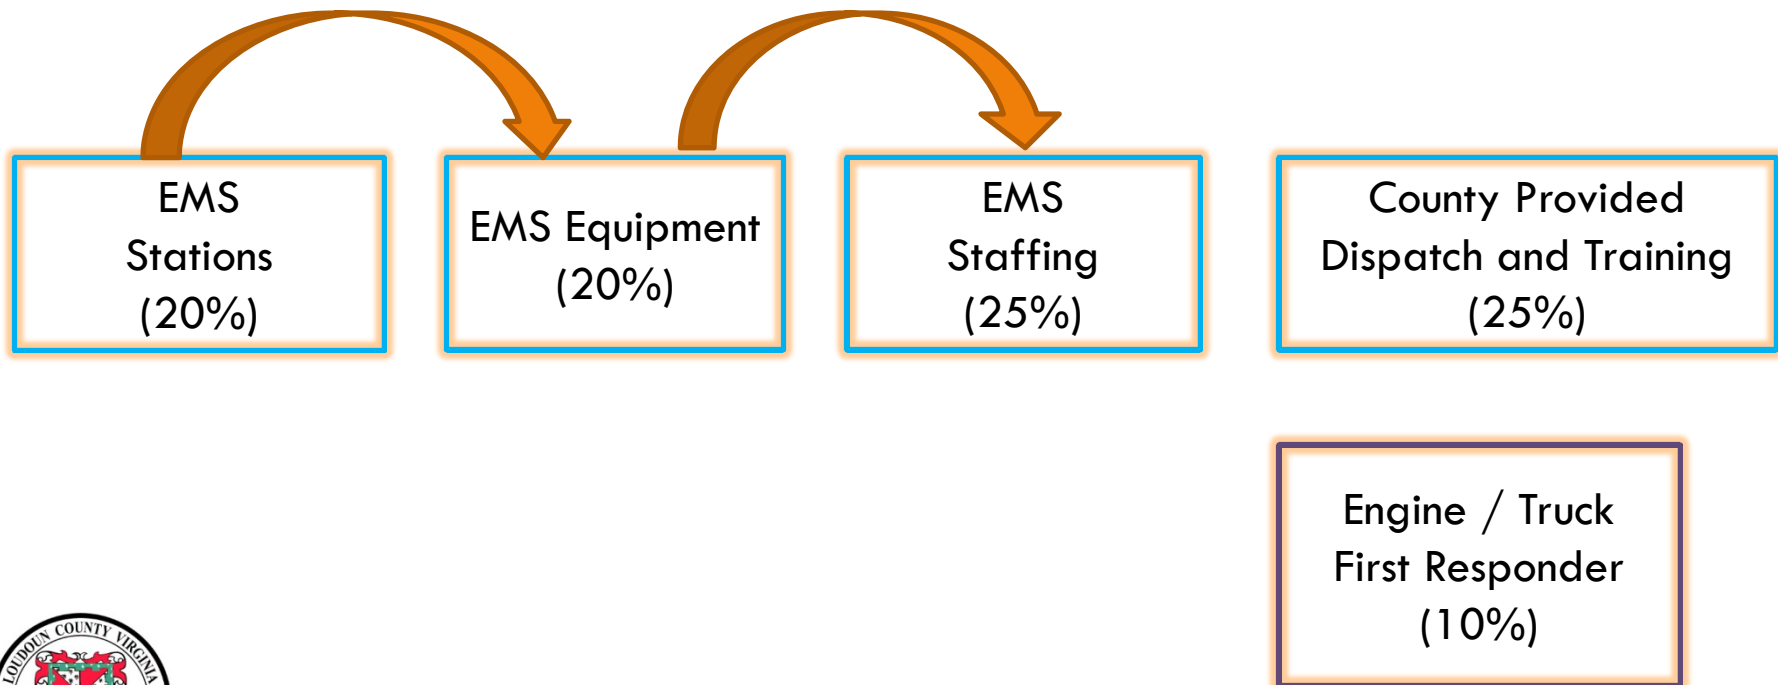 EMS
Stations
(20%)
EMS Equipment
(20%)
EMS
Staffing
(25%)
County Provided
Dispatch and Training
(25%)
Engine / Truck
First Responder
(10%)
LOUDOUN COUNTY VIRGINIA